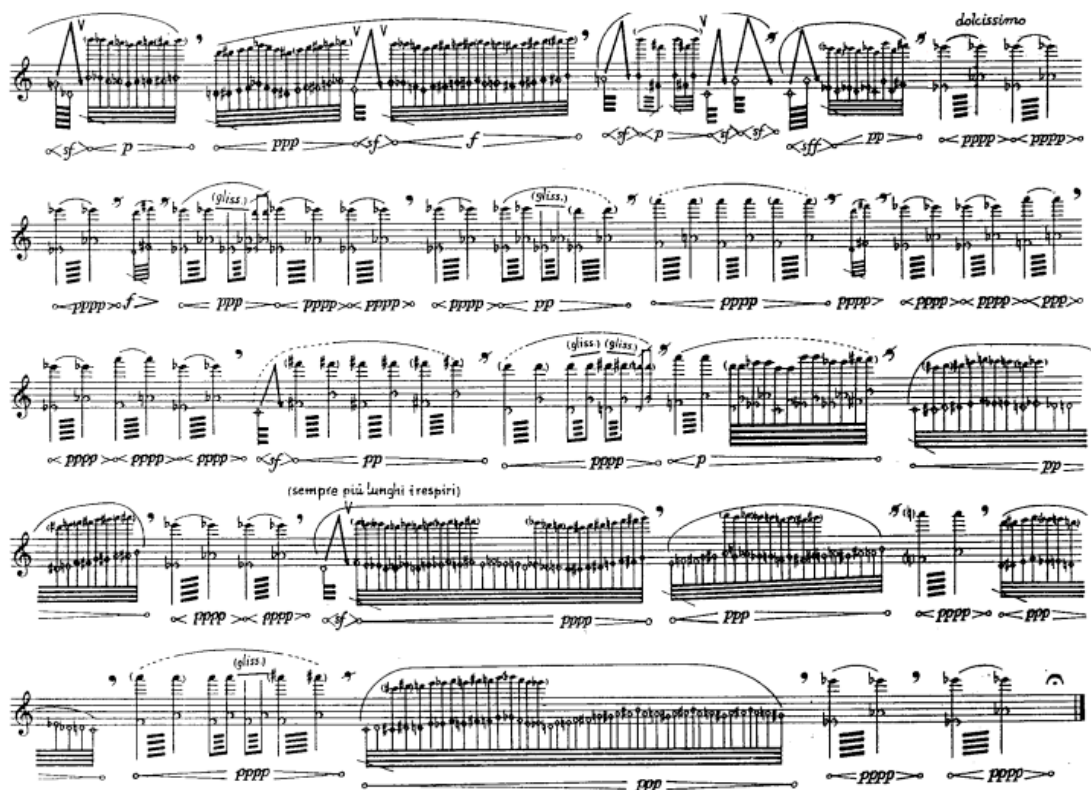 dolcissimo
sf p ppp sf f sf p sf sf sff pp pppp pppp
(gliss.) (gliss.)
pppp f ppp pppp pppp pppp pp pppp pppp pppp pppp ppp
(gliss.) (gliss.)
pppp pppp pppp sf pp pppp p pp
(sempre più lunghi i respiri)
pppp pppp sf pppp ppp pppp ppp
(gliss.)
pppp ppp pppp pppp